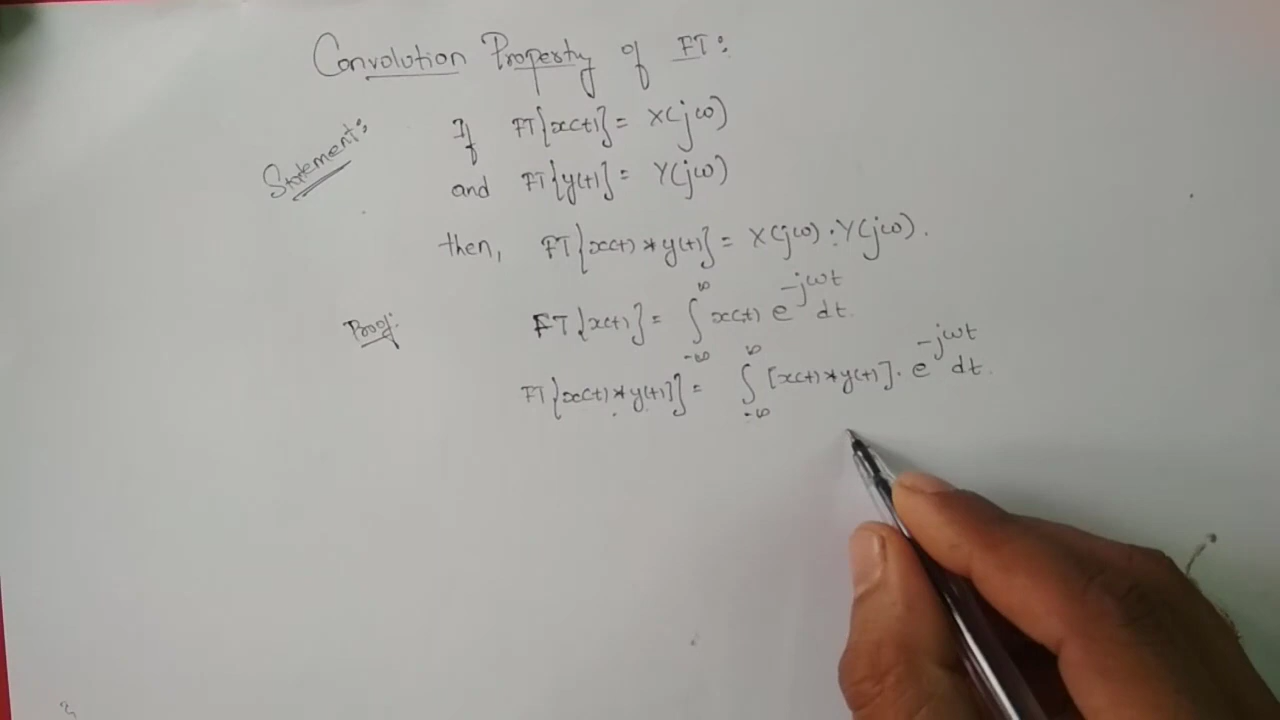 Convolution Property of FT:
Statement: If FT{x(t)} = X(jω)
and FT{y(t)} = Y(jω)
then, FT{x(t) * y(t)} = X(jω) . Y(jω).
Proof: FT{x(t)} = ∫_{-∞}^{∞} x(t) e^{-jωt} dt.
FT{x(t) * y(t)} = ∫_{-∞}^{∞} [x(t) * y(t)] . e^{-jωt} dt.